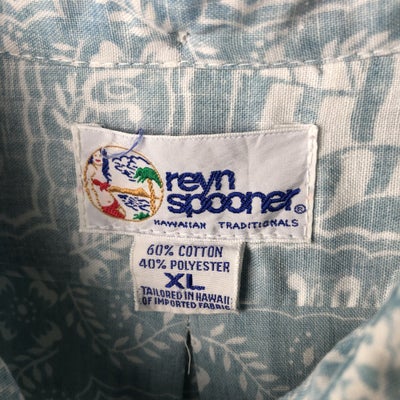 reyn
spooner®
HAWAIIAN TRADITIONALS
60% COTTON
40% POLYESTER
XL
TAILORED IN HAWAII
OF IMPORTED FABRIC